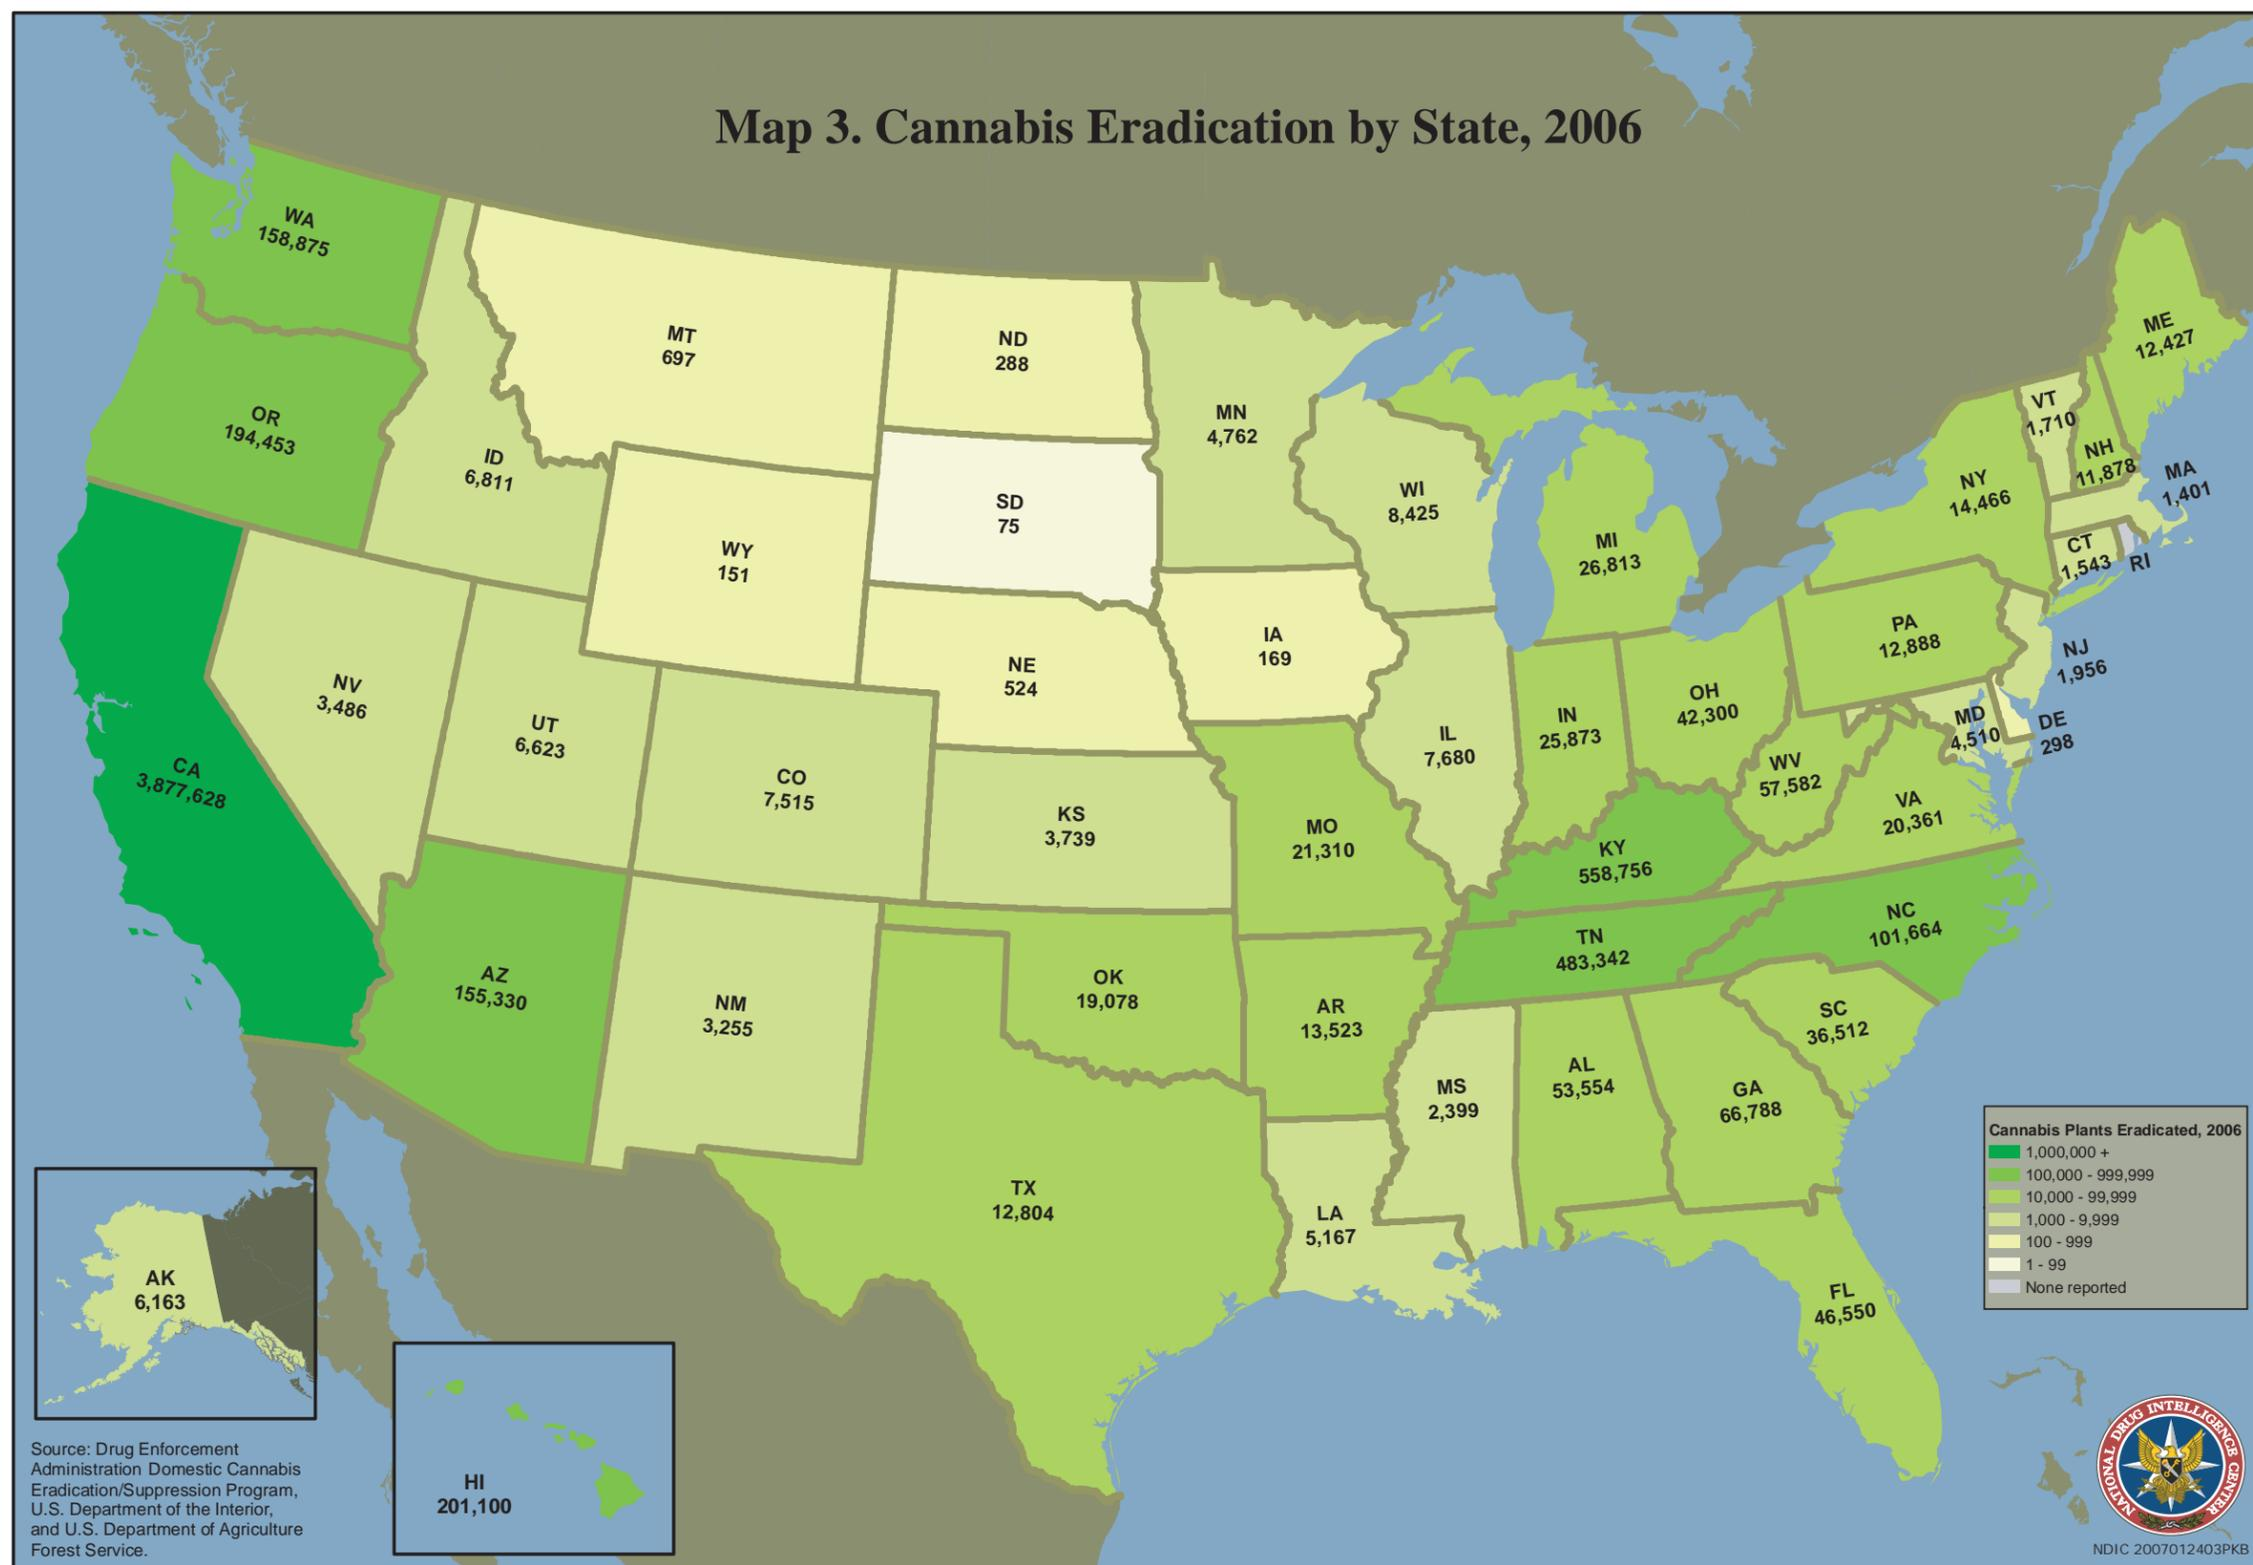 Map 3. Cannabis Eradication by State, 2006
WA
158,875
OR
194,453
CA
3,877,628
ID
6,811
NV
3,486
MT
697
WY
151
UT
6,623
CO
7,515
AZ
155,330
NM
3,255
ND
288
SD
75
NE
524
KS
3,739
OK
19,078
TX
12,804
MN
4,762
IA
169
MO
21,310
AR
13,523
LA
5,167
WI
8,425
IL
7,680
MS
2,399
MI
26,813
IN
25,873
OH
42,300
KY
558,756
TN
483,342
AL
53,554
GA
66,788
FL
46,550
SC
36,512
NC
101,664
VA
20,361
WV
57,582
PA
12,888
NY
14,466
VT
1,710
NH
11,878
ME
12,427
MA
1,401
CT
1,543
RI
NJ
1,956
MD
4,510
DE
298
AK
6,163
HI
201,100
Cannabis Plants Eradicated, 2006
1,000,000 +
100,000 - 999,999
10,000 - 99,999
1,000 - 9,999
100 - 999
1 - 99
None reported
Source: Drug Enforcement
Administration Domestic Cannabis
Eradication/Suppression Program,
U.S. Department of the Interior,
and U.S. Department of Agriculture
Forest Service.
NATIONAL DRUG INTELLIGENCE CENTER
NDIC 2007012403PKB